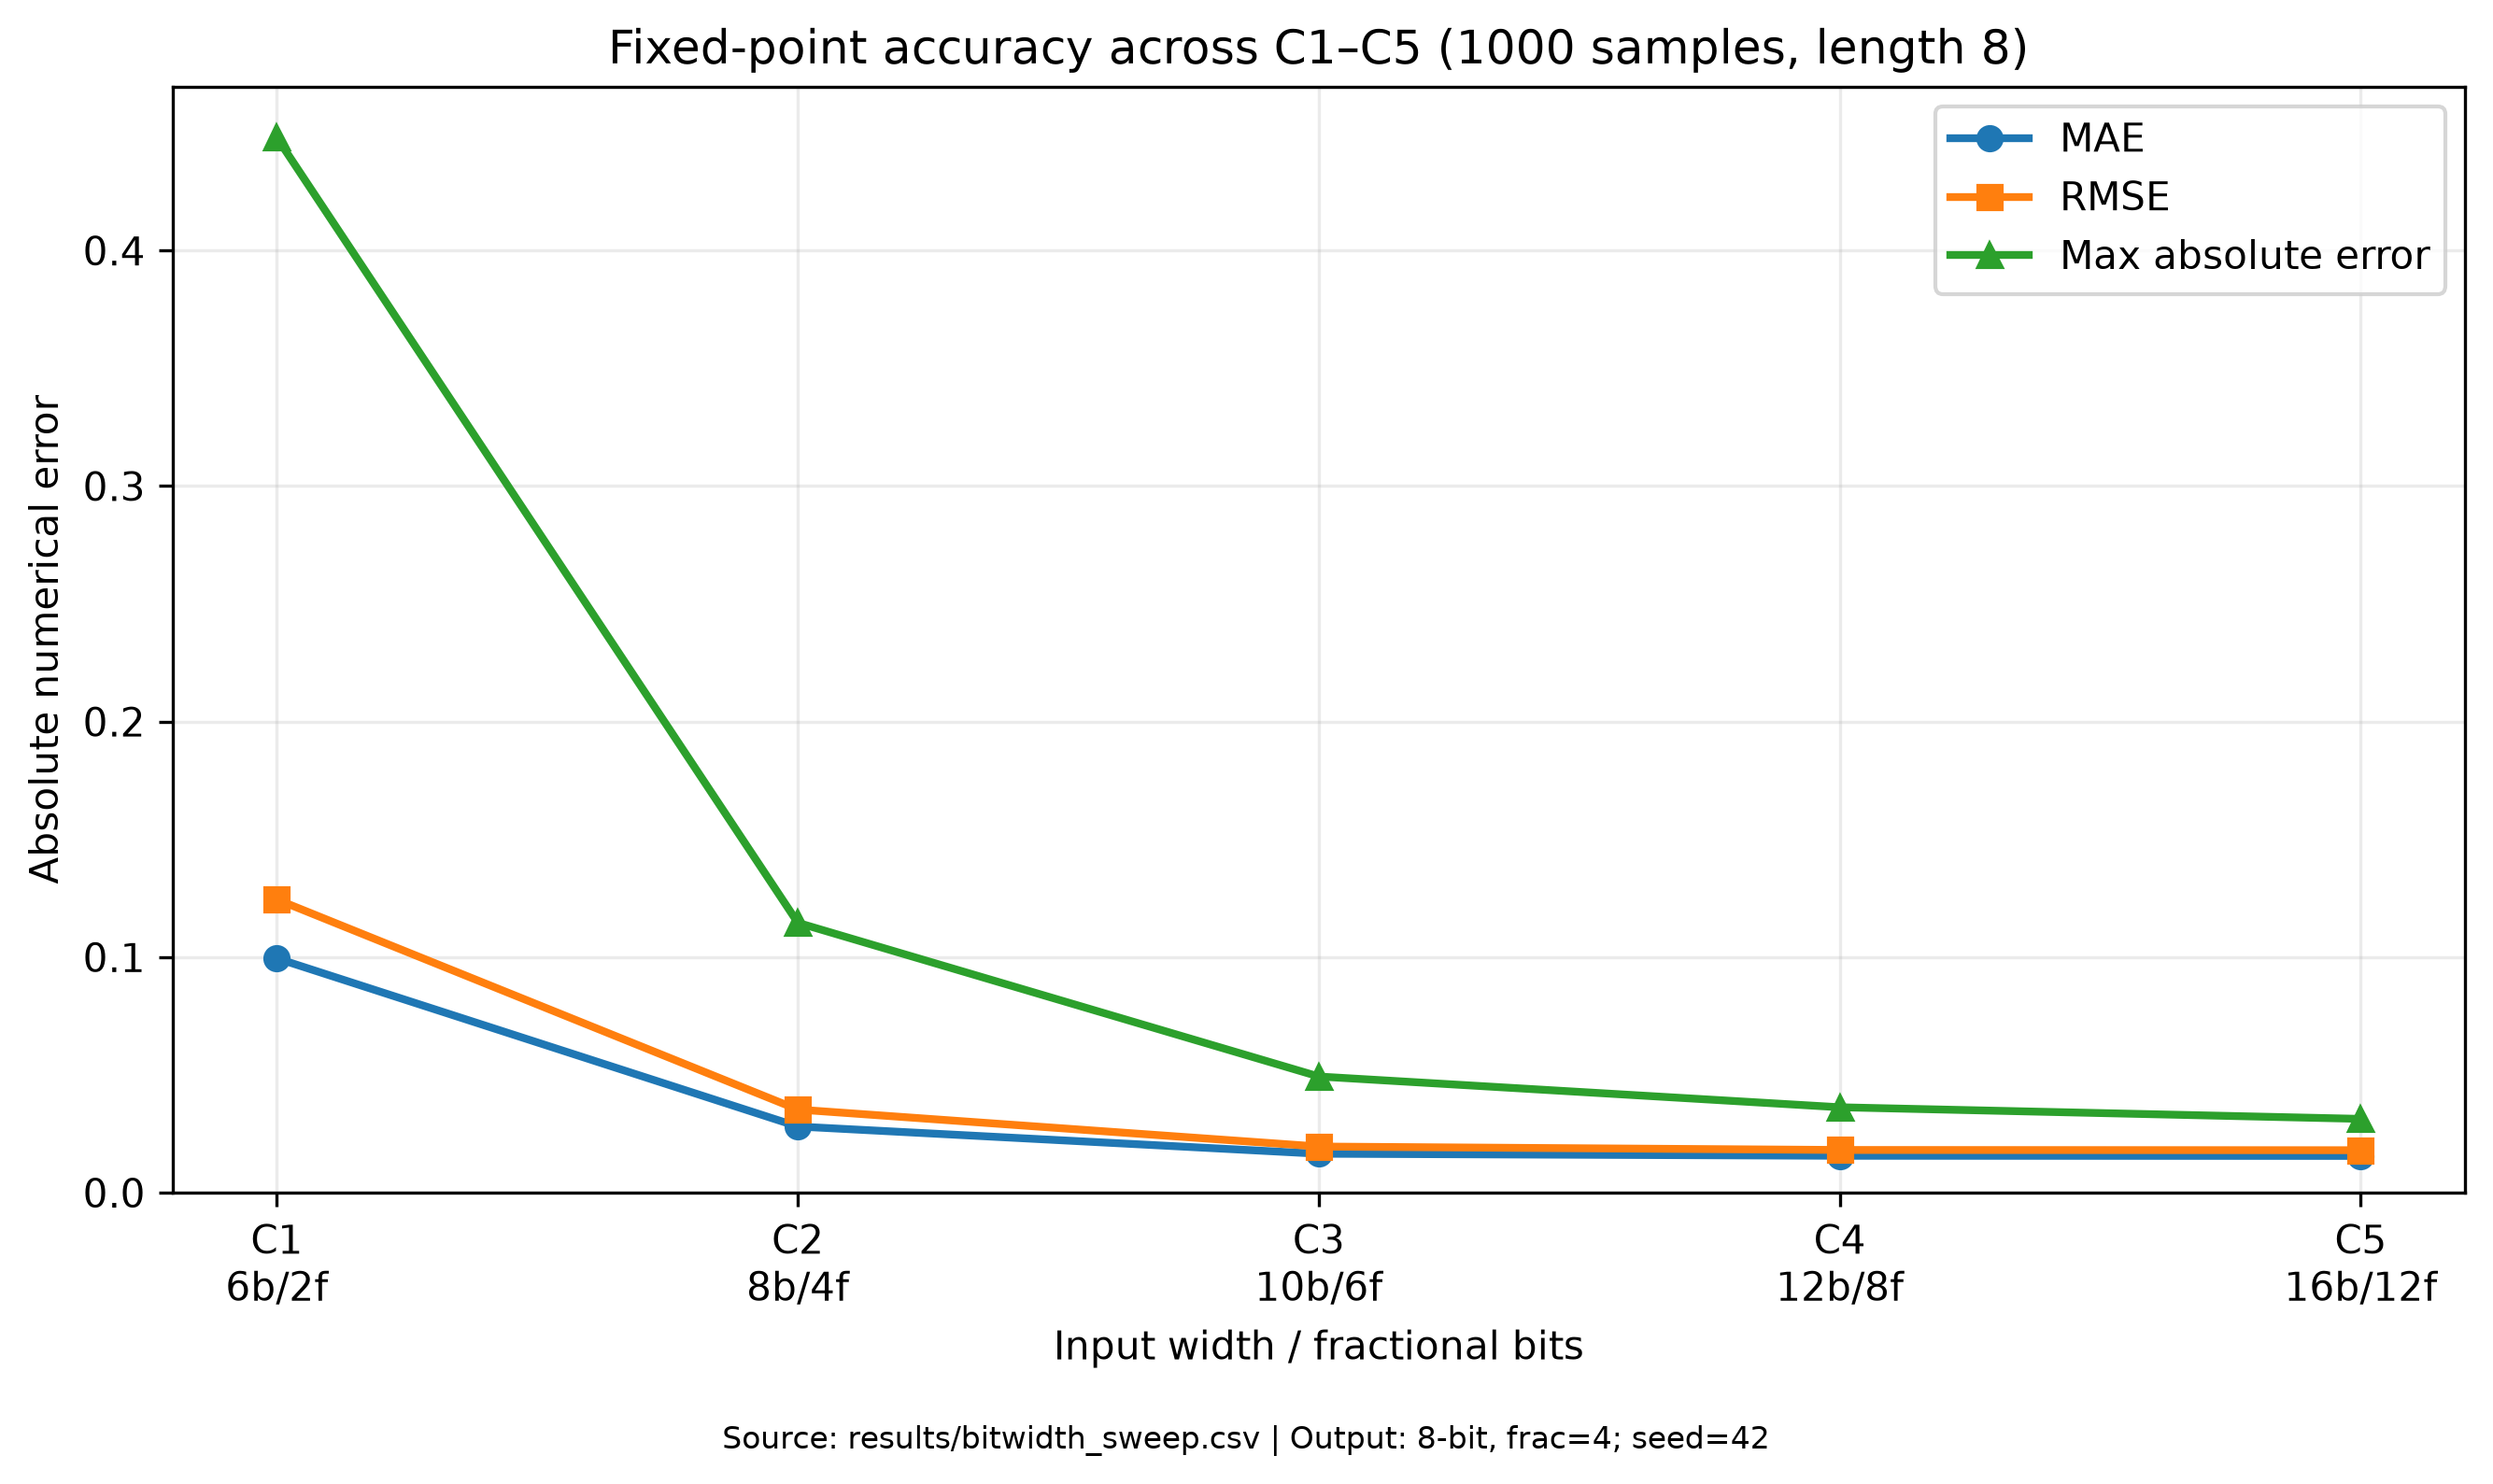 Fixed-point accuracy across C1–C5 (1000 samples, length 8)
MAE
RMSE
Max absolute error
Absolute numerical error
0.4
0.3
0.2
0.1
0.0
C1
6b/2f
C2
8b/4f
C3
10b/6f
C4
12b/8f
C5
16b/12f
Input width / fractional bits
Source: results/bitwidth_sweep.csv | Output: 8-bit, frac=4; seed=42